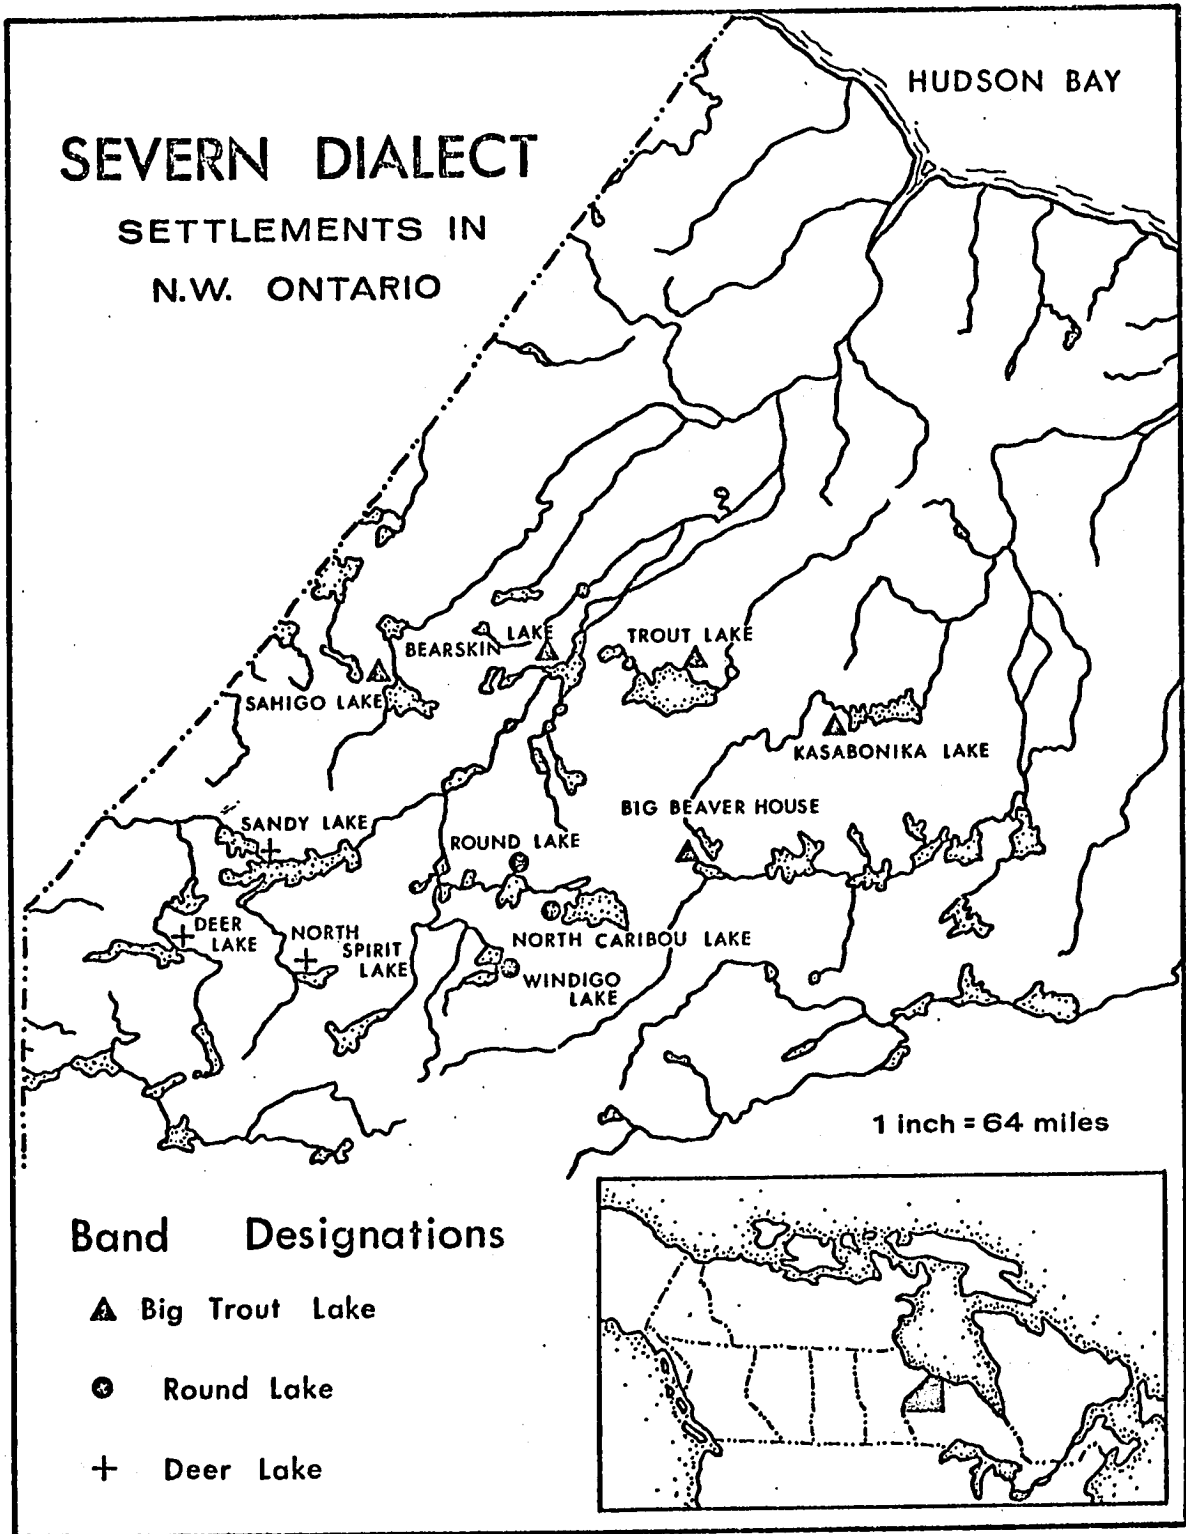 HUDSON BAY
SEVERN DIALECT
SETTLEMENTS IN
N.W. ONTARIO
BEARSKIN LAKE
TROUT LAKE
SAHIGO LAKE
KASABONIKA LAKE
BIG BEAVER HOUSE
SANDY LAKE
ROUND LAKE
DEER
LAKE
NORTH
SPIRIT
LAKE
NORTH CARIBOU LAKE
WINDIGO
LAKE
1 inch = 64 miles
Band Designations
Big Trout Lake
Round Lake
Deer Lake